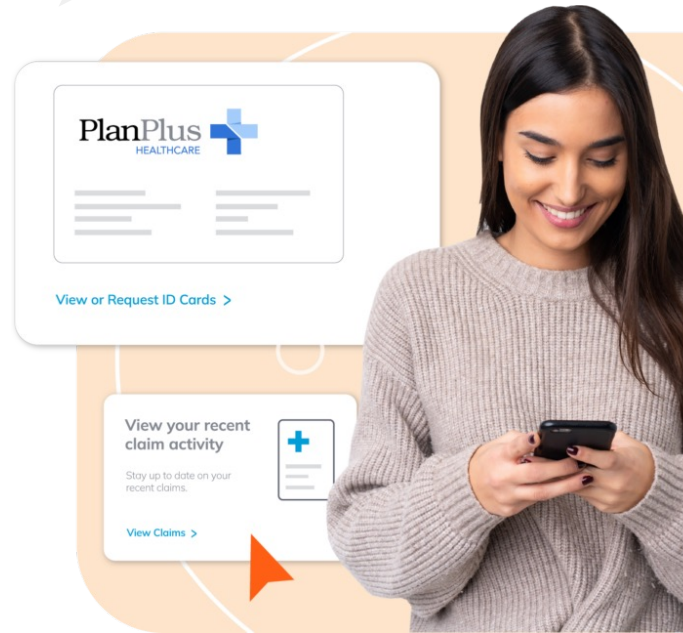 PlanPlus
HEALTHCARE
View or Request ID Cards >
View your recent
claim activity
Stay up to date on your
recent claims.
View Claims >